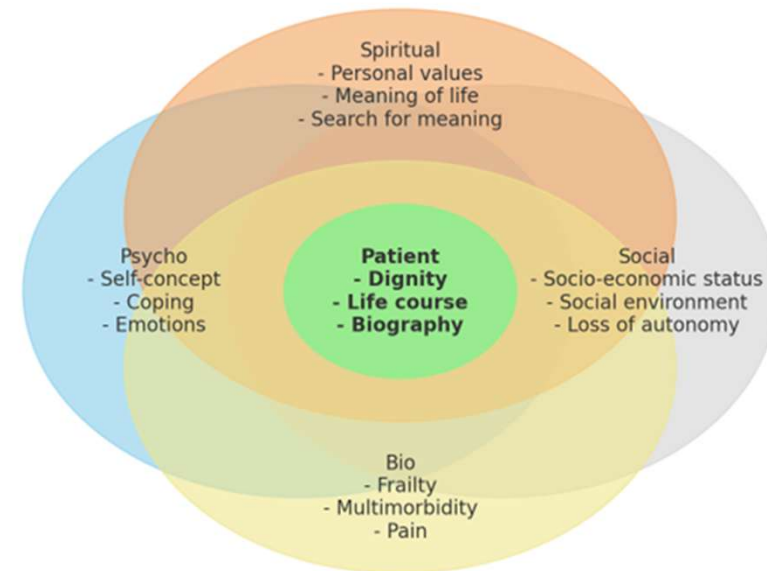 Spiritual
- Personal values
- Meaning of life
- Search for meaning
Psycho
- Self-concept
- Coping
- Emotions
Patient
- Dignity
- Life course
- Biography
Social
- Socio-economic status
- Social environment
- Loss of autonomy
Bio
- Frailty
- Multimorbidity
- Pain